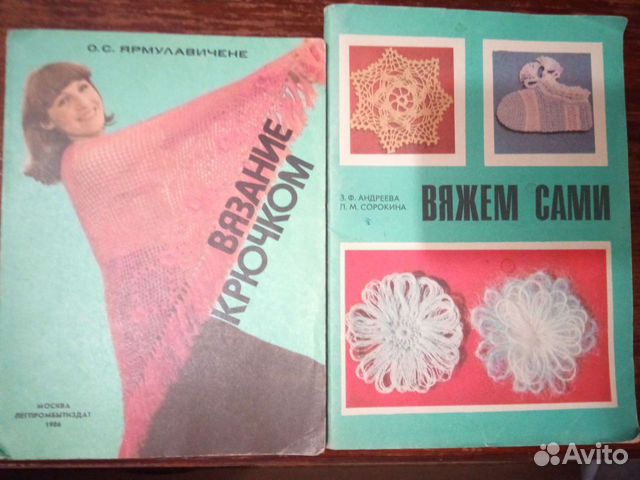 О.С. ЯРМУЛАВИЧЕНЕ
ВЯЗАНИЕ
КРЮЧКОМ
МОСКВА
ЛЕГПРОМБЫТИЗДАТ
1986
З. Ф. АНДРЕЕВА
Л. М. СОРОКИНА
ВЯЖЕМ САМИ
Avito